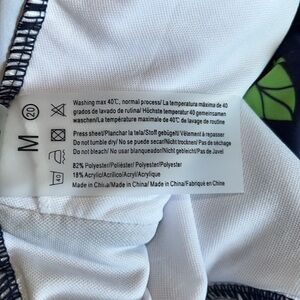 M
20
40
Washing max 40℃, normal process/ La temperatura máxima de 40
grados de lavado de rutina/ Höchste temperatur 40 gemeinsamen
waschen/La temperatura maximale de 40℃ de lavage de routine
Press sheet/Planchar la tela/Stoff gebügelt/ Vêtement à repasser
Do not tumble dry/ No se puede secar/Nicht trocknen/ Pas de séchage
Do not bleach/ No use blanqueador/Nicht gebleicht/Pas de Javel
82% Polyester/Poliéster/ Polyester/Polyester
18% Acrylic/Acrílico/Acryl/Acrylique
Made in China/Made in China/ Made in China/Fabriqué en Chine